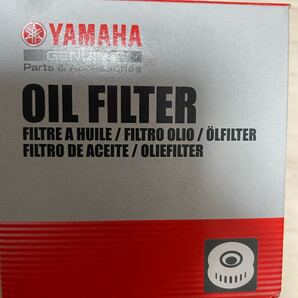 YAMAHA
GENUINE
Parts & Accessories
OIL FILTER
FILTRE A HUILE / FILTRO OLIO / ÖLFILTER
FILTRO DE ACEITE / OLIEFILTER